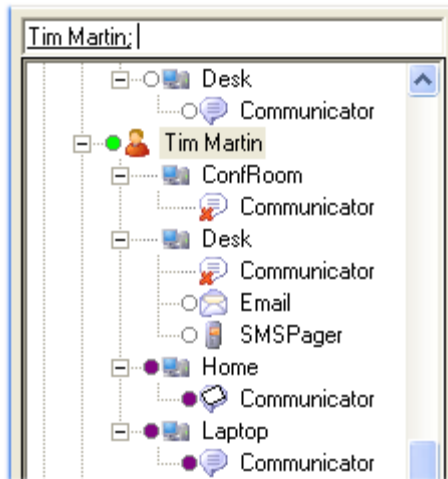 Tim Martin;
Desk
Communicator
Tim Martin
ConfRoom
Communicator
Desk
Communicator
Email
SMSPager
Home
Communicator
Laptop
Communicator